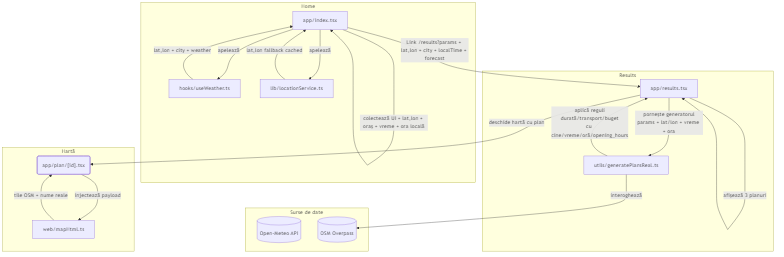 Home
app/index.tsx
lat,lon + city + weather
apelează
lat,lon fallback cached
apelează
Link /results?params +
lat,lon + city + localTime +
forecast
hooks/useWeather.ts
lib/locationService.ts
colectează UI + lat,lon +
oraș + vreme + ora locală
Results
app/results.tsx
aplică reguli
durată/transport/buget
cu
cine/vreme/oră/opening_hours
pornește generatorul
params + lat/lon + vreme
+ ora
deschide hartă cu plan
utils/generatePlansReal.ts
interoghează
afișează 3 planuri
Hartă
app/plan/[id].tsx
tile OSM + nume reale
injectează payload
web/mapHtml.ts
Surse de date
Open-Meteo API
OSM Overpass